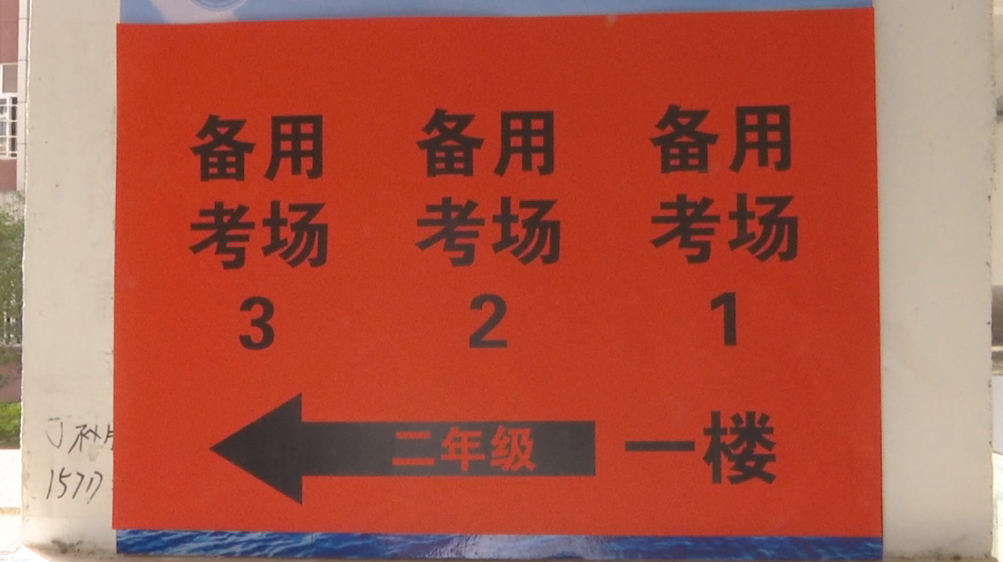 备用 备用 备用
考场 考场 考场
3 2 1
二年级 一楼